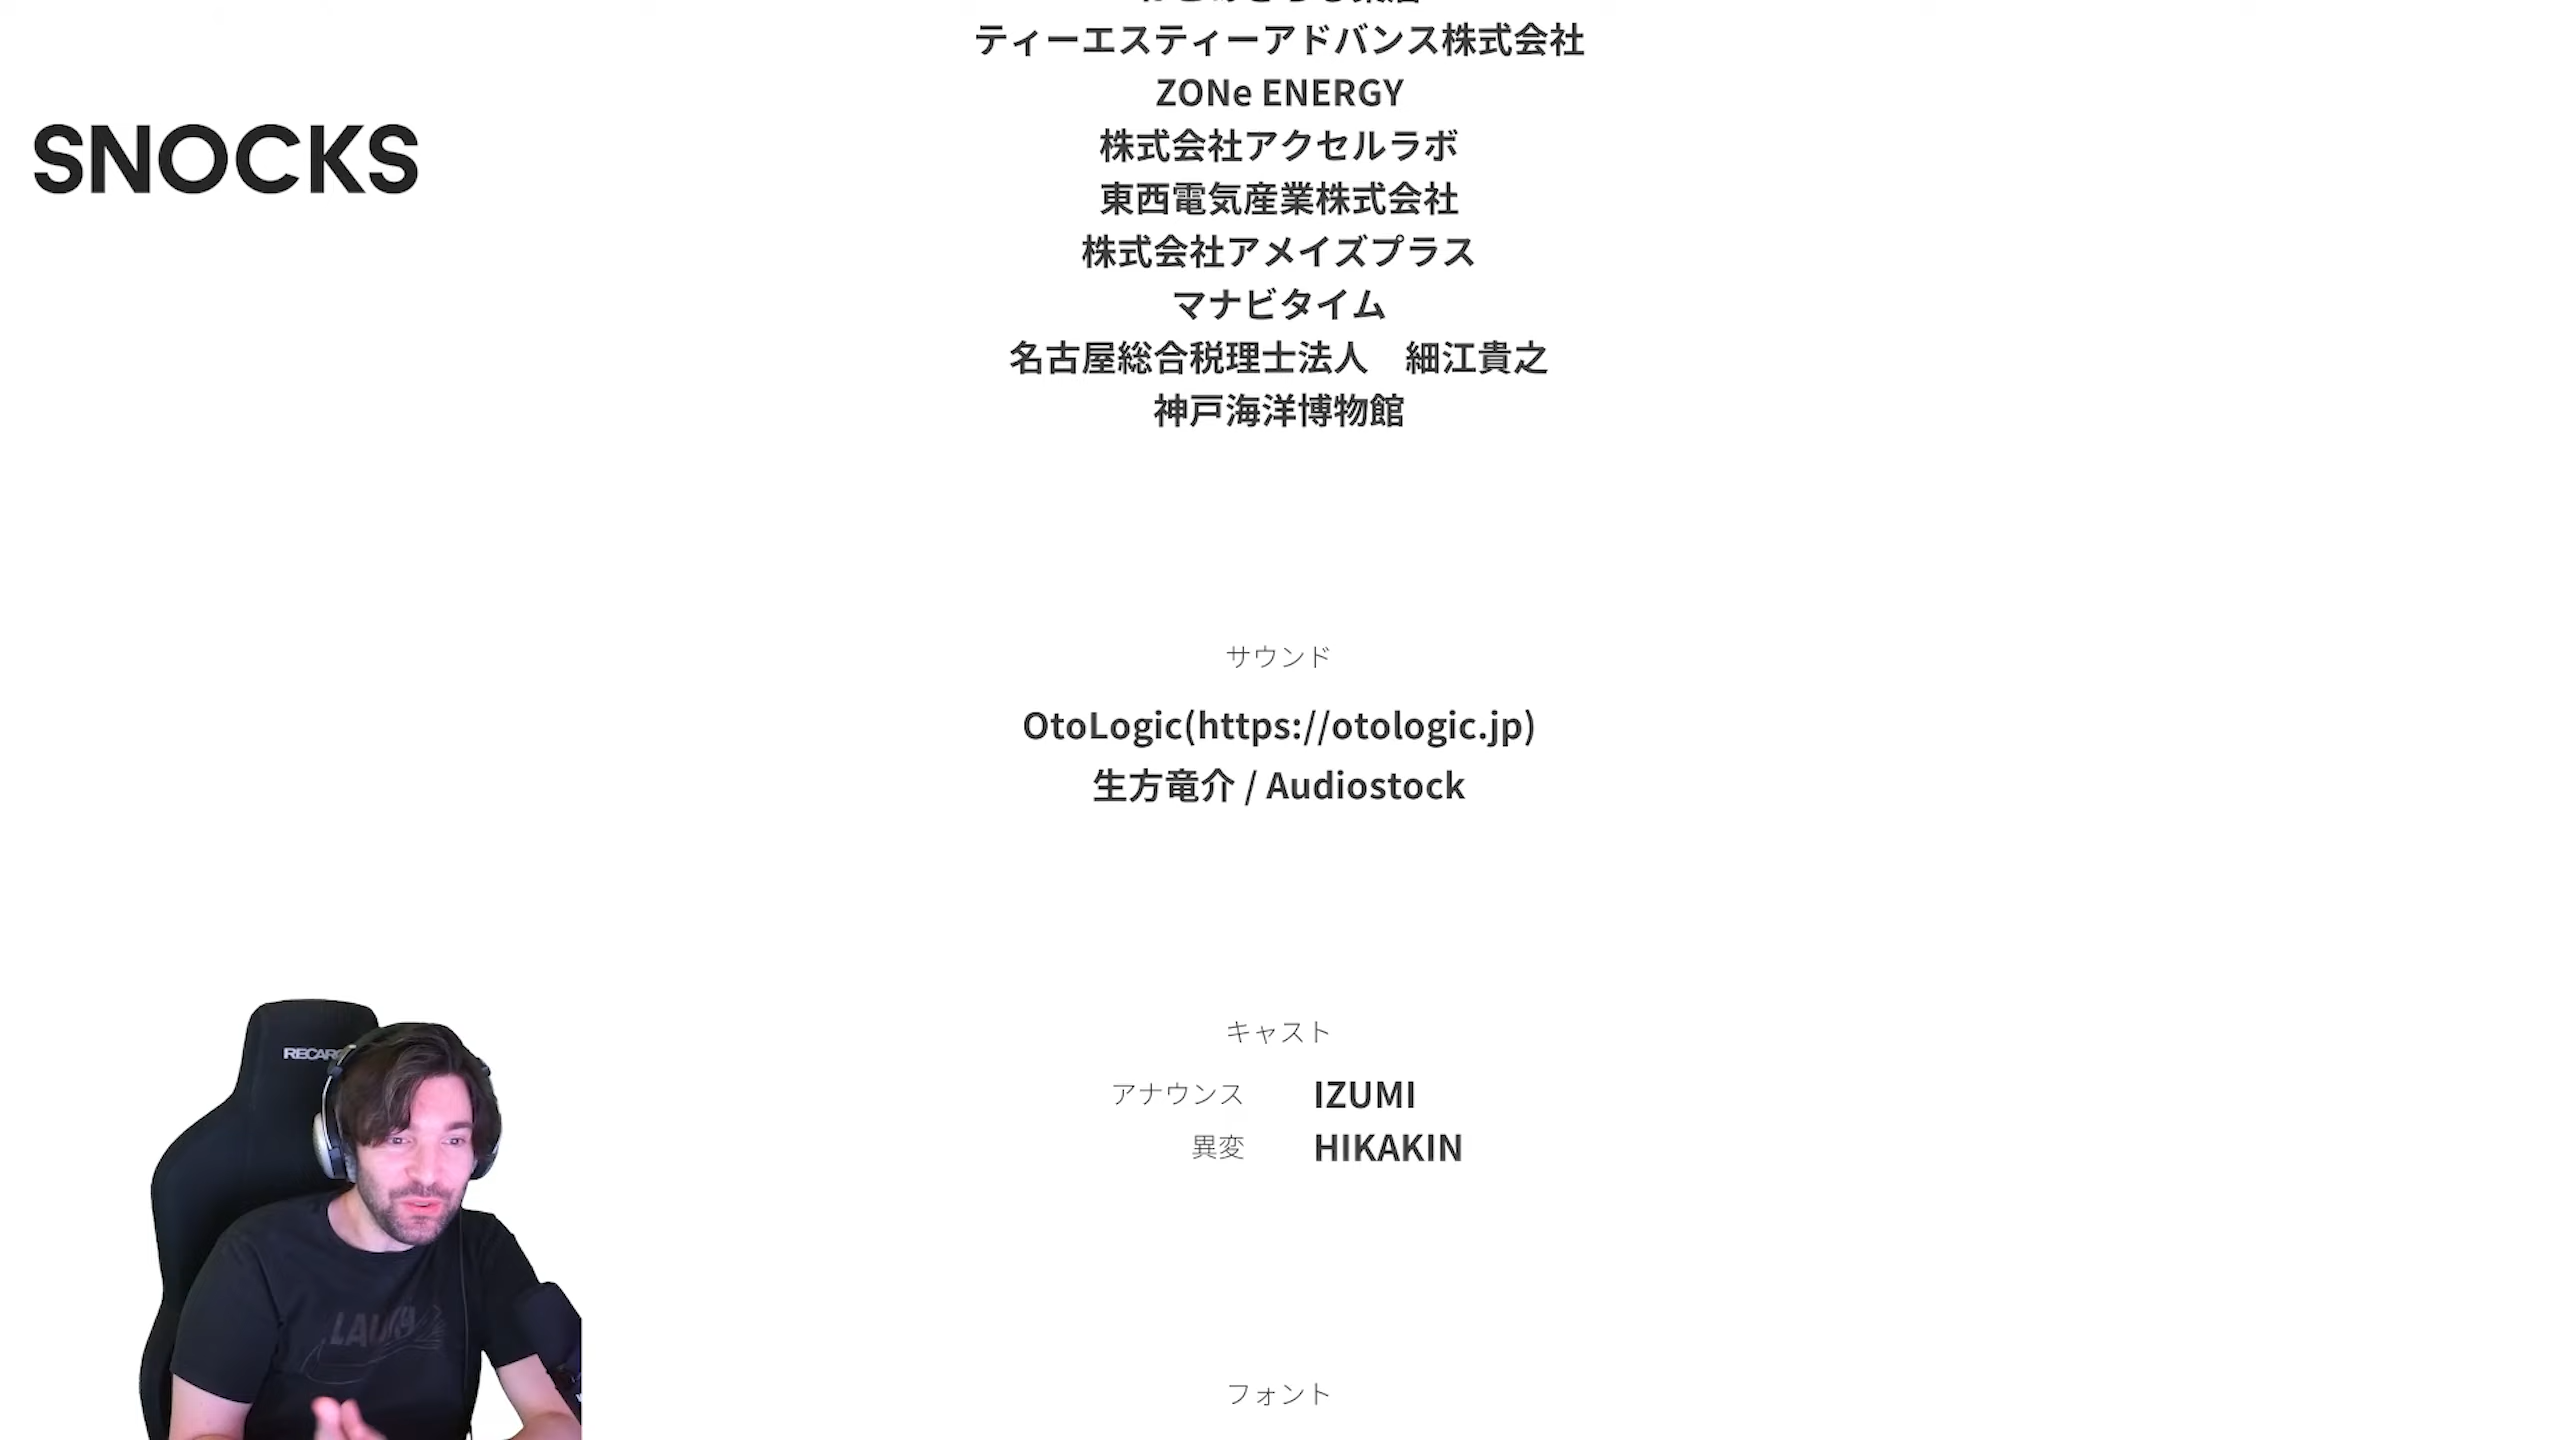 ティーエスティーアドバンス株式会社
ZONe ENERGY
SNOCKS
株式会社アクセルラボ
東西電気産業株式会社
株式会社アメイズプラス
マナビタイム
名古屋総合税理士法人　細江貴之
神戸海洋博物館
サウンド
OtoLogic(https://otologic.jp)
生方竜介 / Audiostock
キャスト
RECARO
アナウンス IZUMI
異変 HIKAKIN
フォント